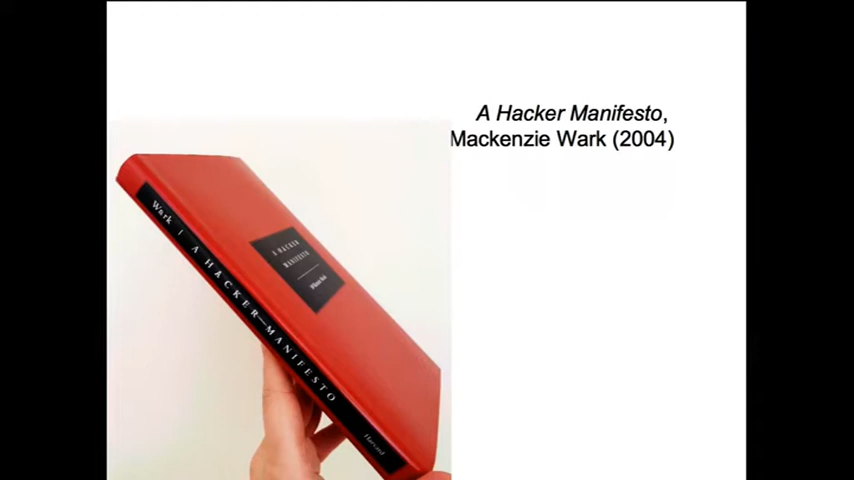 A Hacker Manifesto,
Mackenzie Wark (2004)
Wark
A HACKER—MANIFESTO
Harvard
A HACKER
MANIFESTO